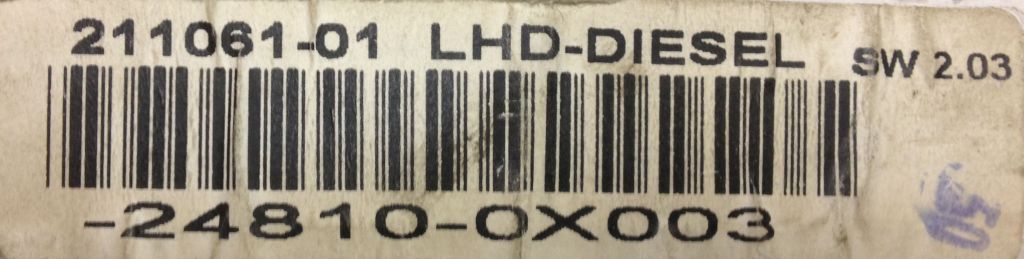 211061-01 LHD-DIESEL SW 2.03
-24810-0X003